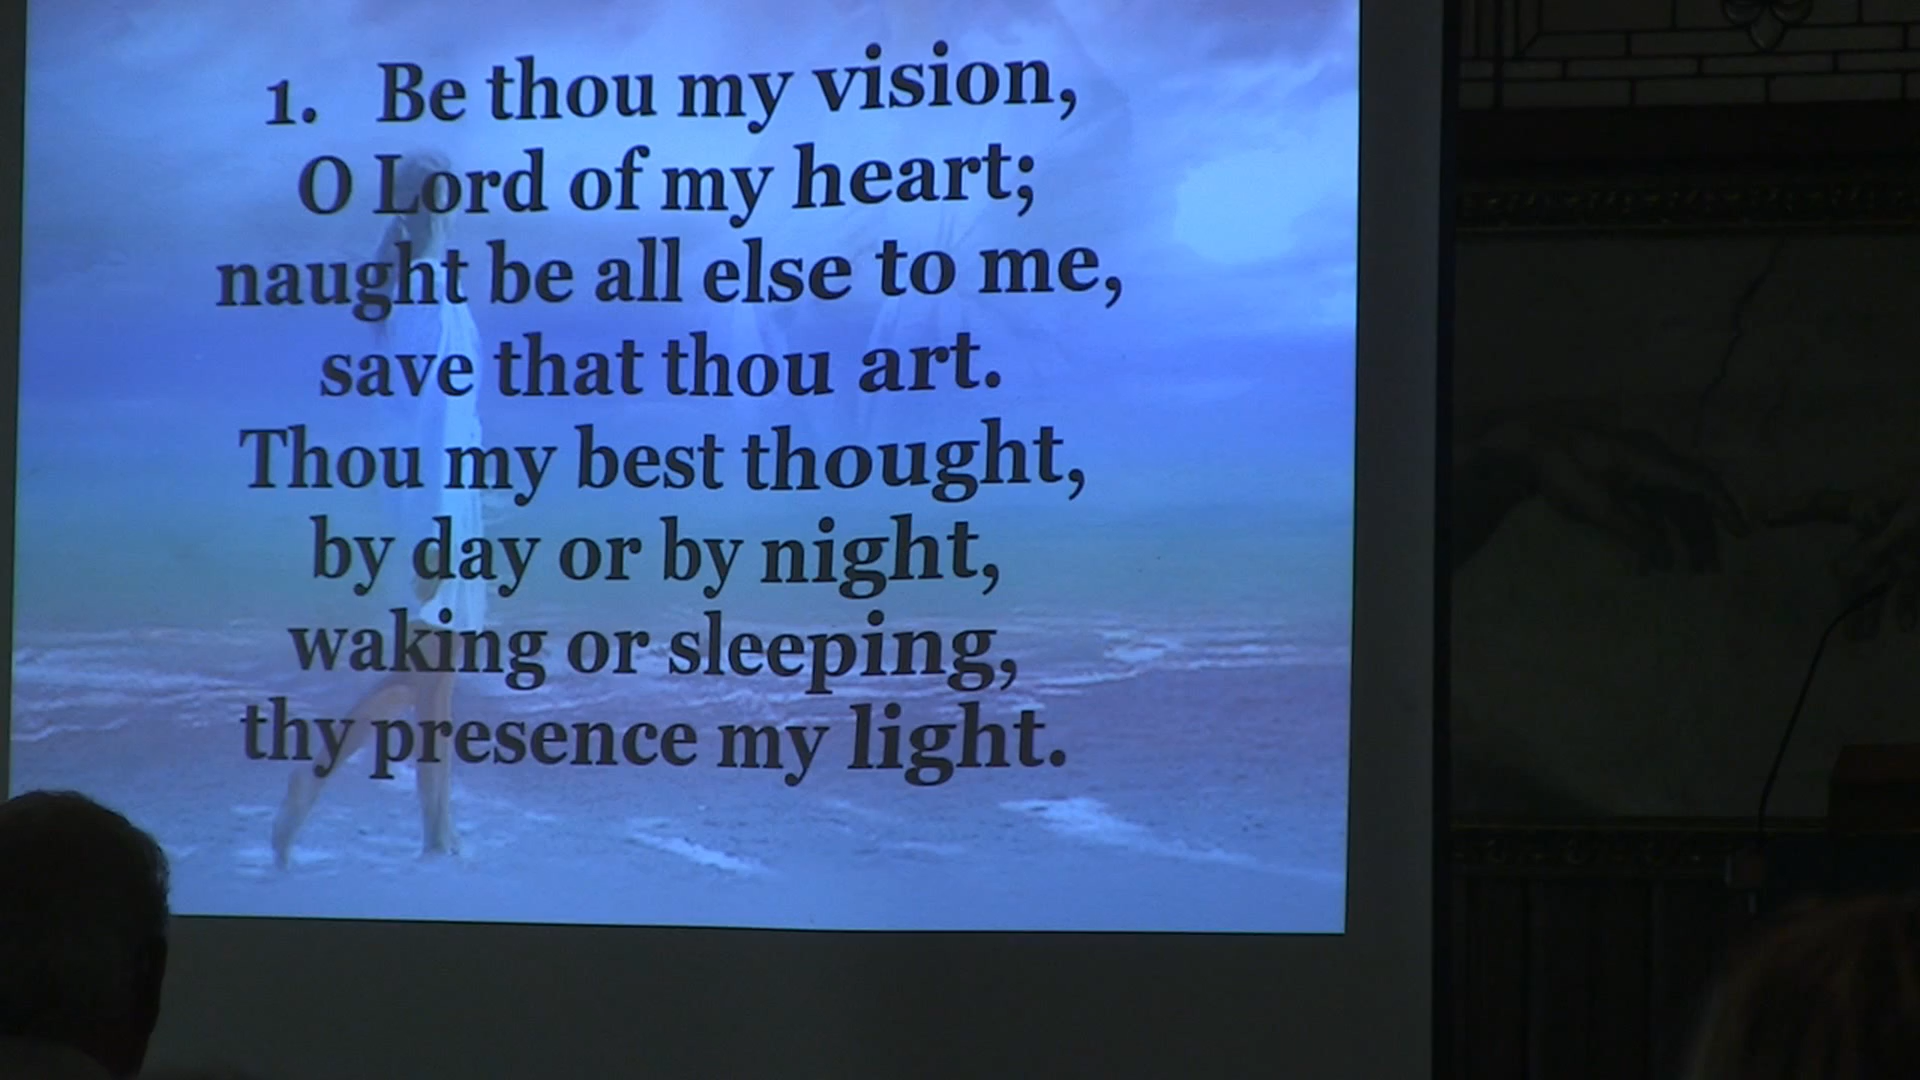 1. Be thou my vision,
O Lord of my heart;
naught be all else to me,
save that thou art.
Thou my best thought,
by day or by night,
waking or sleeping,
thy presence my light.